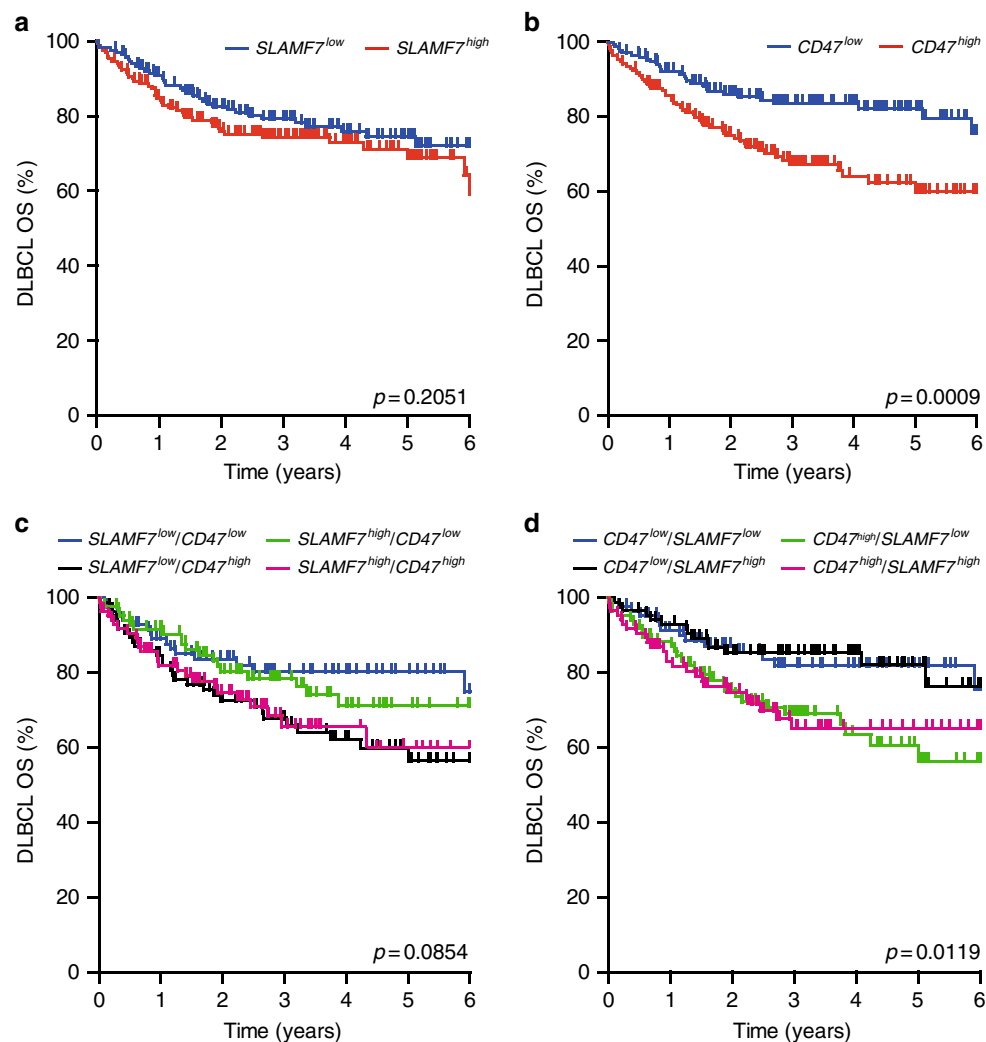 a
SLAMF7^low SLAMF7^high
100
80
60
40
20
0
DLBCL OS (%)
p=0.2051
0 1 2 3 4 5 6
Time (years)
b
CD47^low CD47^high
100
80
60
40
20
0
DLBCL OS (%)
p=0.0009
0 1 2 3 4 5 6
Time (years)
c
SLAMF7^low/CD47^low SLAMF7^high/CD47^low
SLAMF7^low/CD47^high SLAMF7^high/CD47^high
100
80
60
40
20
0
DLBCL OS (%)
p=0.0854
0 1 2 3 4 5 6
Time (years)
d
CD47^low/SLAMF7^low CD47^high/SLAMF7^low
CD47^low/SLAMF7^high CD47^high/SLAMF7^high
100
80
60
40
20
0
DLBCL OS (%)
p=0.0119
0 1 2 3 4 5 6
Time (years)